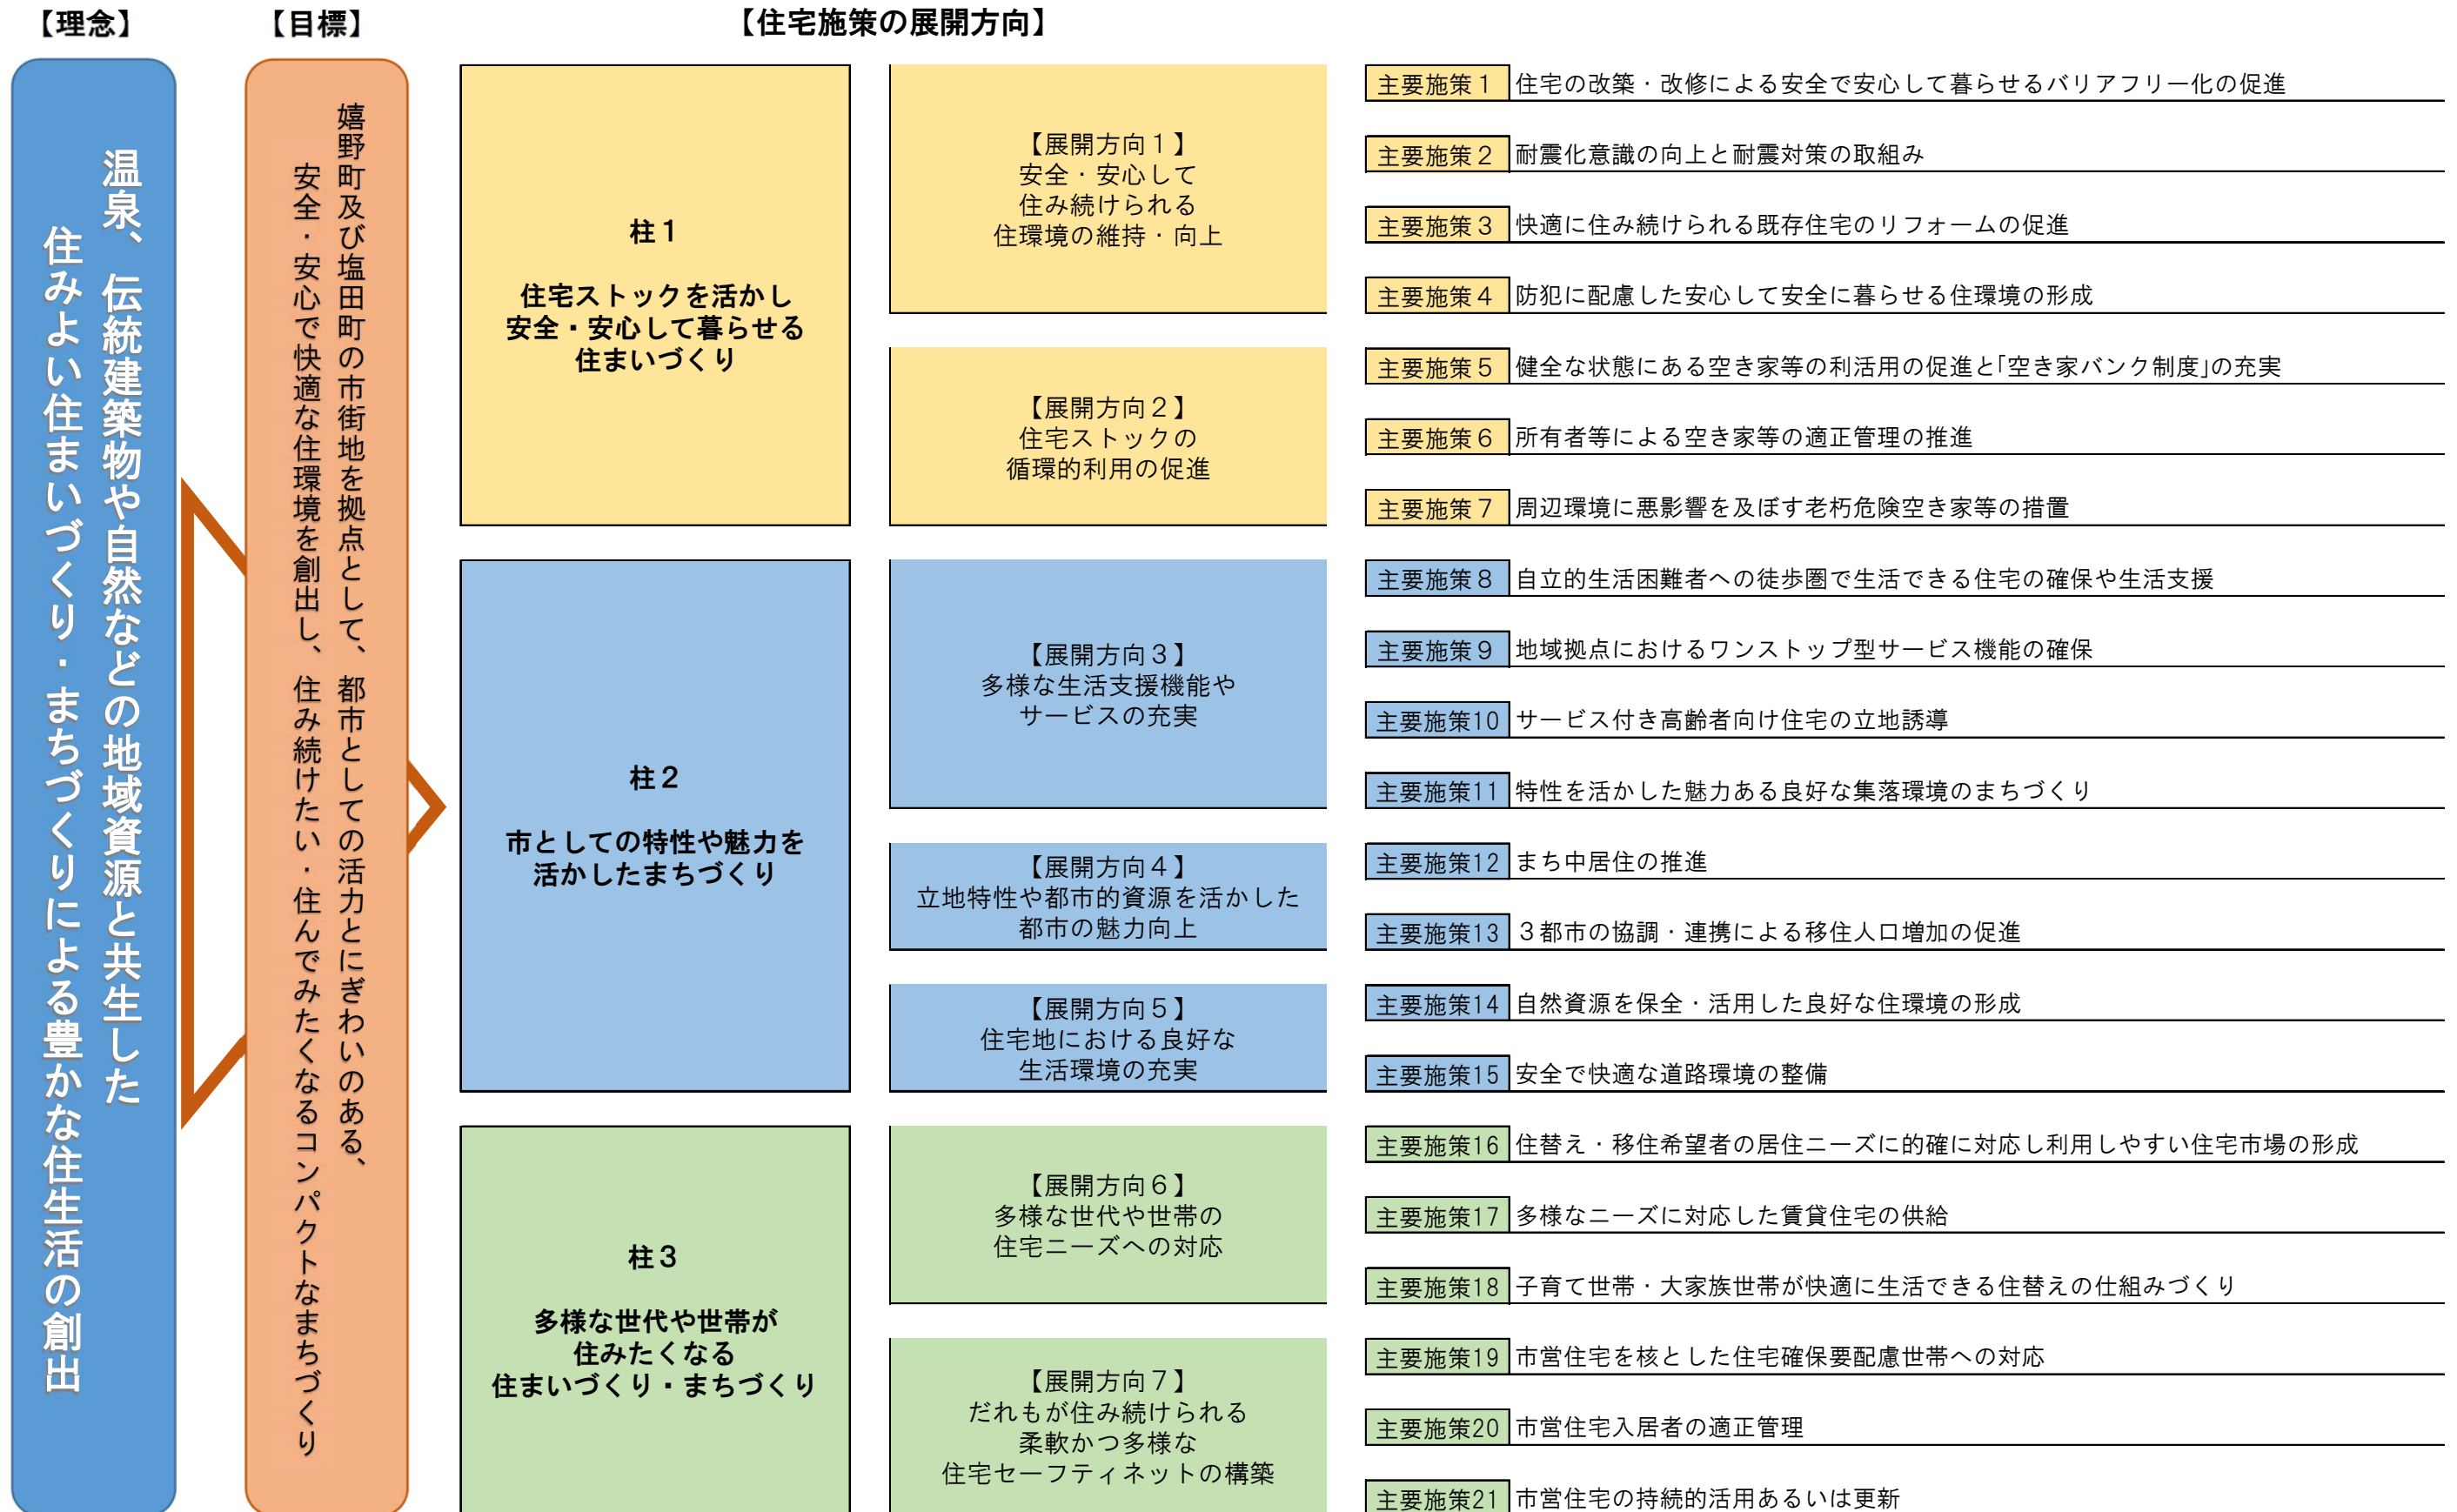 【理念】
【目標】
【住宅施策の展開方向】
温泉、伝統建築物や自然などの地域資源と共生した
住みよい住まいづくり・まちづくりによる豊かな住生活の創出
嬉野町及び塩田町の市街地を拠点として、都市としての活力とにぎわいのある、
安全・安心で快適な住環境を創出し、住み続けたい・住んでみたくなるコンパクトなまちづくり
柱１
住宅ストックを活かし
安全・安心して暮らせる
住まいづくり
【展開方向１】
安全・安心して
住み続けられる
住環境の維持・向上
主要施策１ 住宅の改築・改修による安全で安心して暮らせるバリアフリー化の促進
主要施策２ 耐震化意識の向上と耐震対策の取組み
主要施策３ 快適に住み続けられる既存住宅のリフォームの促進
主要施策４ 防犯に配慮した安心して安全に暮らせる住環境の形成
【展開方向２】
住宅ストックの
循環的利用の促進
主要施策５ 健全な状態にある空き家等の利活用の促進と｢空き家バンク制度｣の充実
主要施策６ 所有者等による空き家等の適正管理の推進
主要施策７ 周辺環境に悪影響を及ぼす老朽危険空き家等の措置
柱２
市としての特性や魅力を
活かしたまちづくり
【展開方向３】
多様な生活支援機能や
サービスの充実
主要施策８ 自立的生活困難者への徒歩圏で生活できる住宅の確保や生活支援
主要施策９ 地域拠点におけるワンストップ型サービス機能の確保
主要施策10 サービス付き高齢者向け住宅の立地誘導
主要施策11 特性を活かした魅力ある良好な集落環境のまちづくり
【展開方向４】
立地特性や都市的資源を活かした
都市の魅力向上
主要施策12 まち中居住の推進
主要施策13 ３都市の協調・連携による移住人口増加の促進
【展開方向５】
住宅地における良好な
生活環境の充実
主要施策14 自然資源を保全・活用した良好な住環境の形成
主要施策15 安全で快適な道路環境の整備
柱３
多様な世代や世帯が
住みたくなる
住まいづくり・まちづくり
【展開方向６】
多様な世代や世帯の
住宅ニーズへの対応
主要施策16 住替え・移住希望者の居住ニーズに的確に対応し利用しやすい住宅市場の形成
主要施策17 多様なニーズに対応した賃貸住宅の供給
主要施策18 子育て世帯・大家族世帯が快適に生活できる住替えの仕組みづくり
【展開方向７】
だれもが住み続けられる
柔軟かつ多様な
住宅セーフティネットの構築
主要施策19 市営住宅を核とした住宅確保要配慮世帯への対応
主要施策20 市営住宅入居者の適正管理
主要施策21 市営住宅の持続的活用あるいは更新